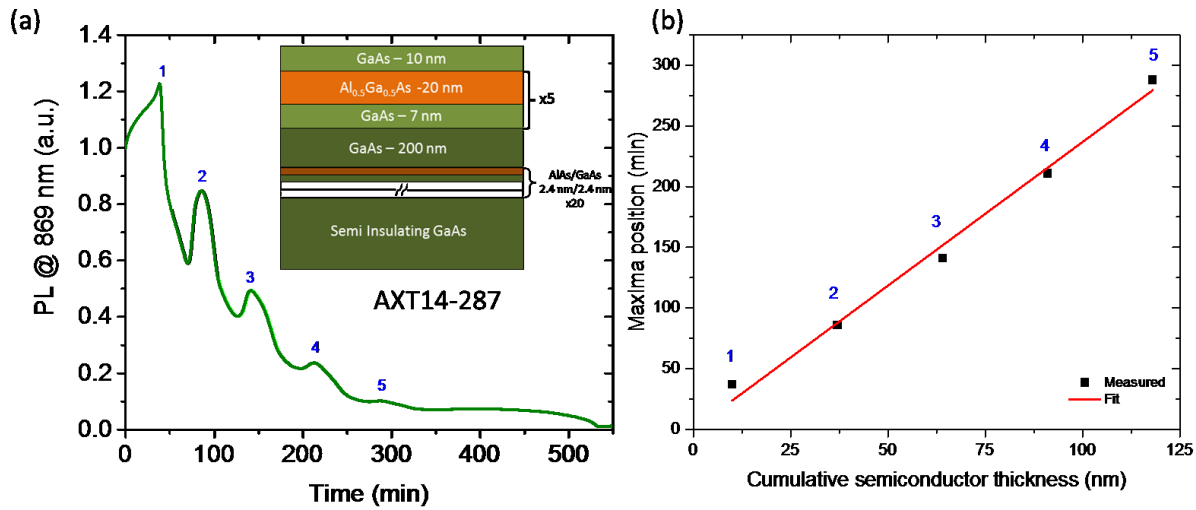 (a)
PL @ 869 nm (a.u.)
1.4
1.2
1.0
0.8
0.6
0.4
0.2
0.0
0
100
200
300
400
500
Time (min)
1
2
3
4
5
GaAs – 10 nm
Al₀.₅Ga₀.₅As -20 nm
GaAs – 7 nm
x5
GaAs – 200 nm
AlAs/GaAs
2.4 nm/2.4 nm
x20
Semi Insulating GaAs
AXT14-287
(b)
Maxima position (min)
300
250
200
150
100
50
0
0
25
50
75
100
125
Cumulative semiconductor thickness (nm)
1
2
3
4
5
Measured
Fit